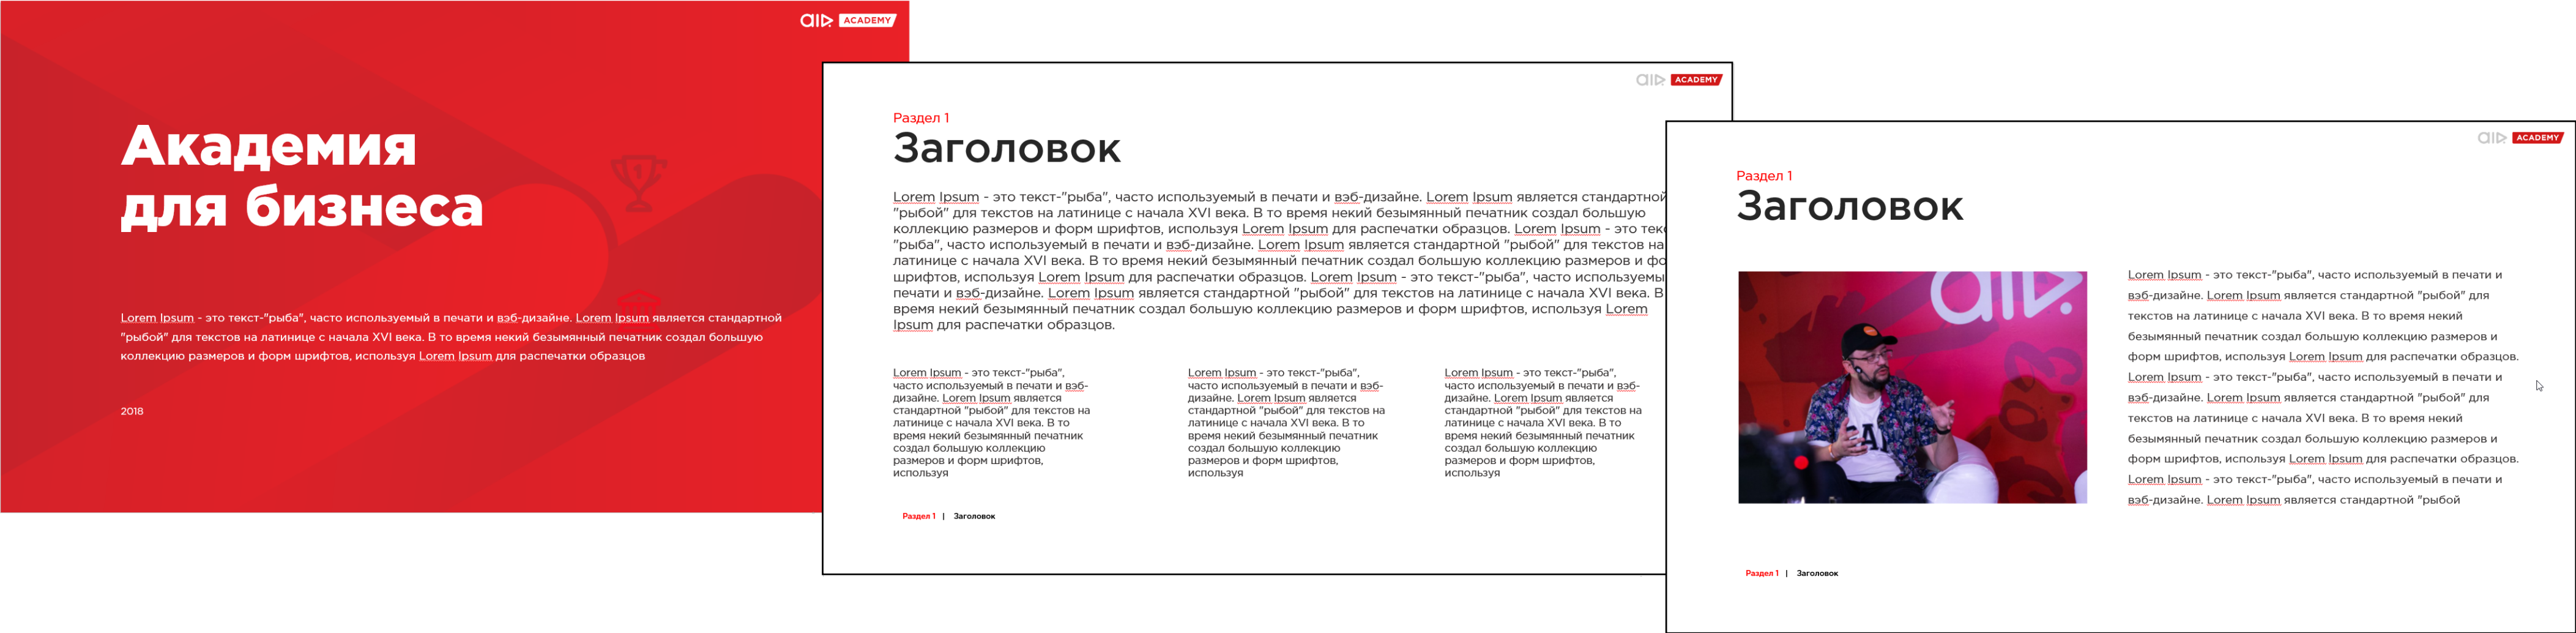 aiᐅ. ACADEMY
Академия
для бизнеса
1
Lorem Ipsum - это текст-"рыба", часто используемый в печати и вэб-дизайне. Lorem Ipsum является стандартной
"рыбой" для текстов на латинице с начала XVI века. В то время некий безымянный печатник создал большую
коллекцию размеров и форм шрифтов, используя Lorem Ipsum для распечатки образцов
2018
ACADEMY
Раздел 1
Заголовок
Lorem Ipsum - это текст-"рыба", часто используемый в печати и вэб-дизайне. Lorem Ipsum является стандартной
"рыбой" для текстов на латинице с начала XVI века. В то время некий безымянный печатник создал большую
коллекцию размеров и форм шрифтов, используя Lorem Ipsum для распечатки образцов. Lorem Ipsum - это тек
"рыба", часто используемый в печати и вэб-дизайне. Lorem Ipsum является стандартной "рыбой" для текстов на
латинице с начала XVI века. В то время некий безымянный печатник создал большую коллекцию размеров и фо
шрифтов, используя Lorem Ipsum для распечатки образцов. Lorem Ipsum - это текст-"рыба", часто используемы
печати и вэб-дизайне. Lorem Ipsum является стандартной "рыбой" для текстов на латинице с начала XVI века. В
время некий безымянный печатник создал большую коллекцию размеров и форм шрифтов, используя Lorem
Ipsum для распечатки образцов.
Lorem Ipsum - это текст-"рыба",
часто используемый в печати и вэб-
дизайне. Lorem Ipsum является
стандартной "рыбой" для текстов на
латинице с начала XVI века. В то
время некий безымянный печатник
создал большую коллекцию
размеров и форм шрифтов,
используя
Lorem Ipsum - это текст-"рыба",
часто используемый в печати и вэб-
дизайне. Lorem Ipsum является
стандартной "рыбой" для текстов на
латинице с начала XVI века. В то
время некий безымянный печатник
создал большую коллекцию
размеров и форм шрифтов,
используя
Lorem Ipsum - это текст-"рыба",
часто используемый в печати и вэб-
дизайне. Lorem Ipsum является
стандартной "рыбой" для текстов на
латинице с начала XVI века. В то
время некий безымянный печатник
создал большую коллекцию
размеров и форм шрифтов,
используя
Раздел 1 | Заголовок
ACADEMY
Раздел 1
Заголовок
Lorem Ipsum - это текст-"рыба", часто используемый в печати и
вэб-дизайне. Lorem Ipsum является стандартной "рыбой" для
текстов на латинице с начала XVI века. В то время некий
безымянный печатник создал большую коллекцию размеров и
форм шрифтов, используя Lorem Ipsum для распечатки образцов.
Lorem Ipsum - это текст-"рыба", часто используемый в печати и
вэб-дизайне. Lorem Ipsum является стандартной "рыбой" для
текстов на латинице с начала XVI века. В то время некий
безымянный печатник создал большую коллекцию размеров и
форм шрифтов, используя Lorem Ipsum для распечатки образцов.
Lorem Ipsum - это текст-"рыба", часто используемый в печати и
вэб-дизайне. Lorem Ipsum является стандартной "рыбой
Раздел 1 | Заголовок